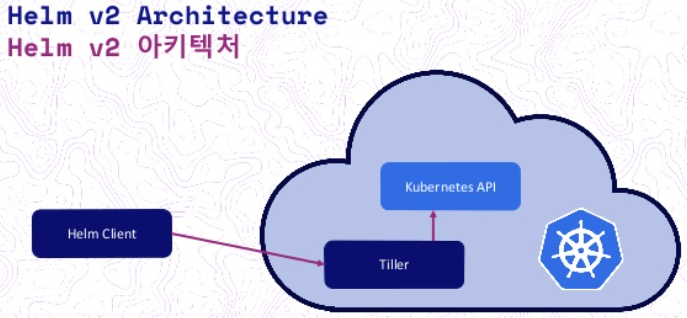 Helm v2 Architecture
Helm v2 아키텍처
Kubernetes API
Helm Client
Tiller